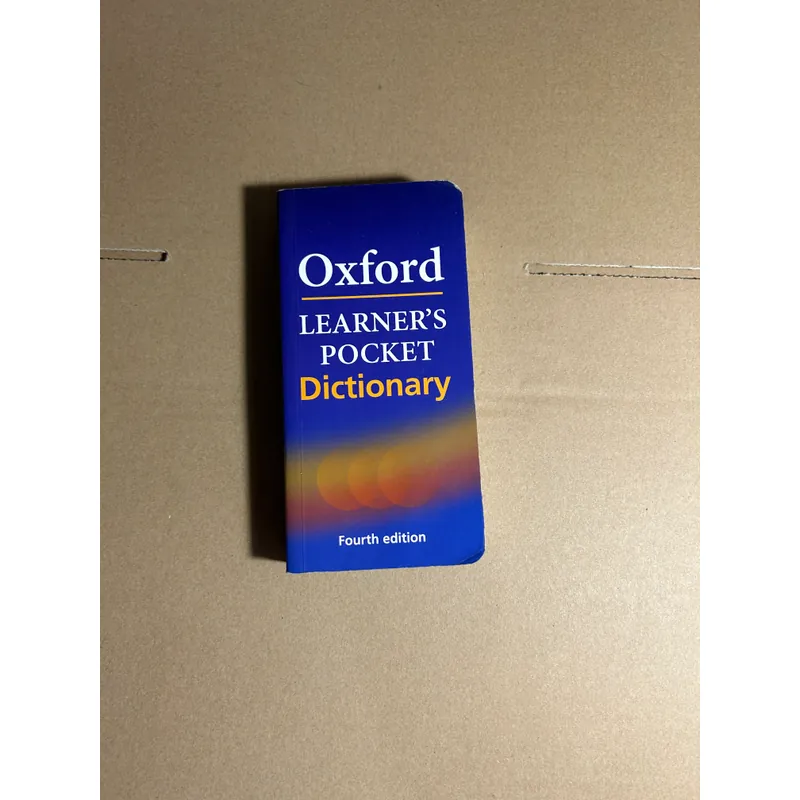 Oxford
LEARNER'S
POCKET
Dictionary
Fourth edition